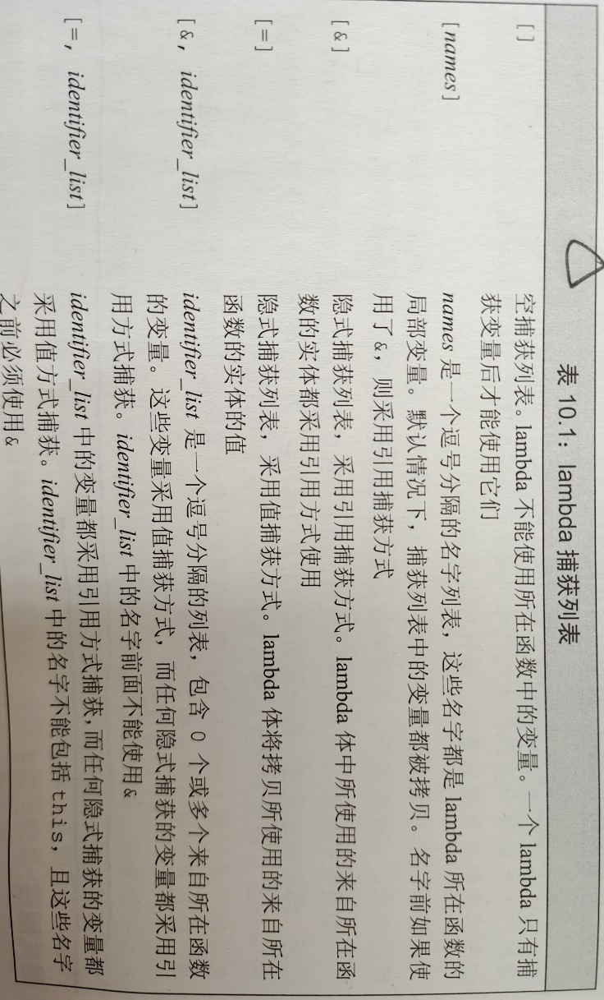 表 10.1：lambda 捕获列表
[] 空捕获列表。lambda 不能使用所在函数中的变量。一个 lambda 只有捕
获变量后才能使用它们
[names] names 是一个逗号分隔的名字列表，这些名字都是 lambda 所在函数的
局部变量。默认情况下，捕获列表中的变量都被拷贝。名字前如果使
用了&，则采用引用捕获方式
[&] 隐式捕获列表，采用引用捕获方式。lambda 体中所使用的来自所在函
数的实体都采用引用方式使用
[=] 隐式捕获列表，采用值捕获方式。lambda 体将拷贝所使用的来自所在
函数的实体的值
[&, identifier_list] identifier_list 是一个逗号分隔的列表，包含 0 个或多个来自所在函数
的变量。这些变量采用值捕获方式，而任何隐式捕获的变量都采用引
用方式捕获。identifier_list 中的名字前面不能使用&
[=, identifier_list] identifier_list 中的变量都采用引用方式捕获，而任何隐式捕获的变量都
采用值方式捕获。identifier_list 中的名字不能包括 this，且这些名字
之前必须使用&